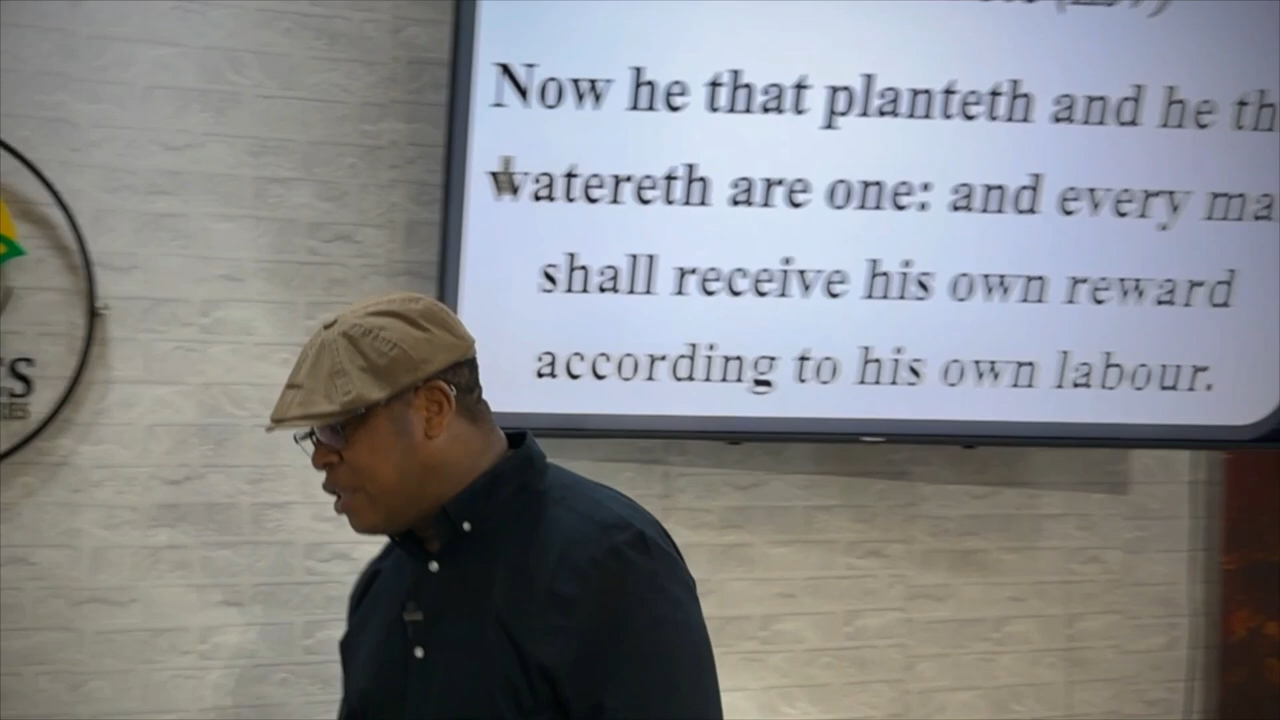 Now he that planteth and he th
watereth are one: and every ma
shall receive his own reward
according to his own labour.